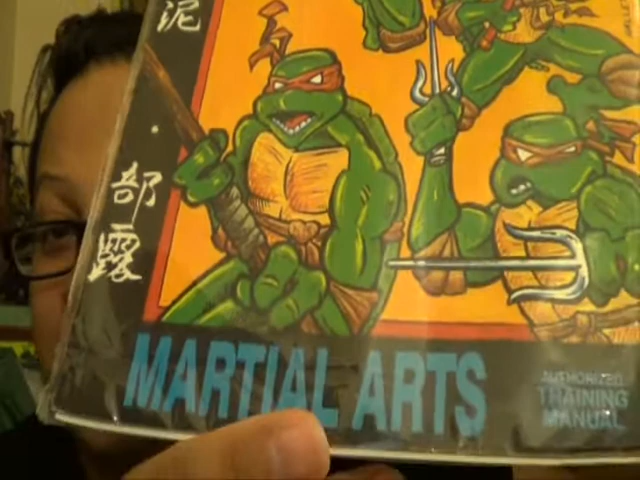 泥
部
露
MARTIAL ARTS
AUTHORIZED
TRAINING
MANUAL